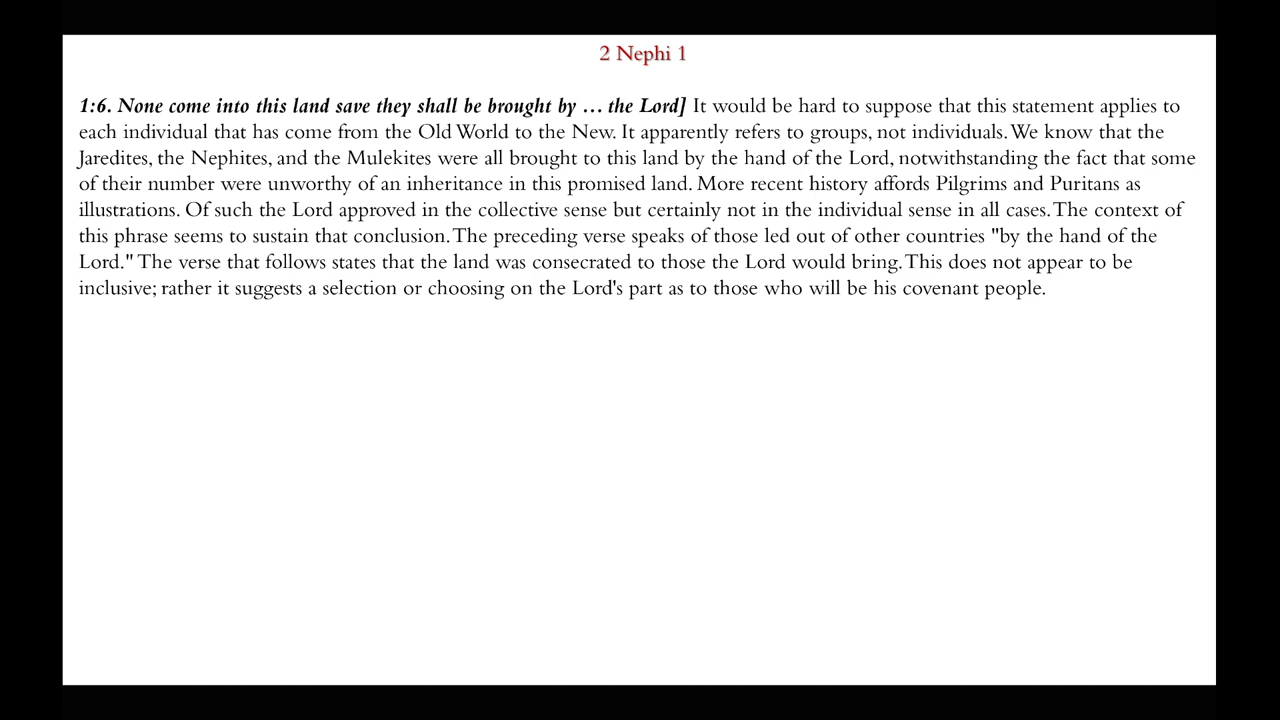 2 Nephi 1
1:6. None come into this land save they shall be brought by … the Lord] It would be hard to suppose that this statement applies to
each individual that has come from the Old World to the New. It apparently refers to groups, not individuals. We know that the
Jaredites, the Nephites, and the Mulekites were all brought to this land by the hand of the Lord, notwithstanding the fact that some
of their number were unworthy of an inheritance in this promised land. More recent history affords Pilgrims and Puritans as
illustrations. Of such the Lord approved in the collective sense but certainly not in the individual sense in all cases. The context of
this phrase seems to sustain that conclusion. The preceding verse speaks of those led out of other countries "by the hand of the
Lord." The verse that follows states that the land was consecrated to those the Lord would bring. This does not appear to be
inclusive; rather it suggests a selection or choosing on the Lord's part as to those who will be his covenant people.